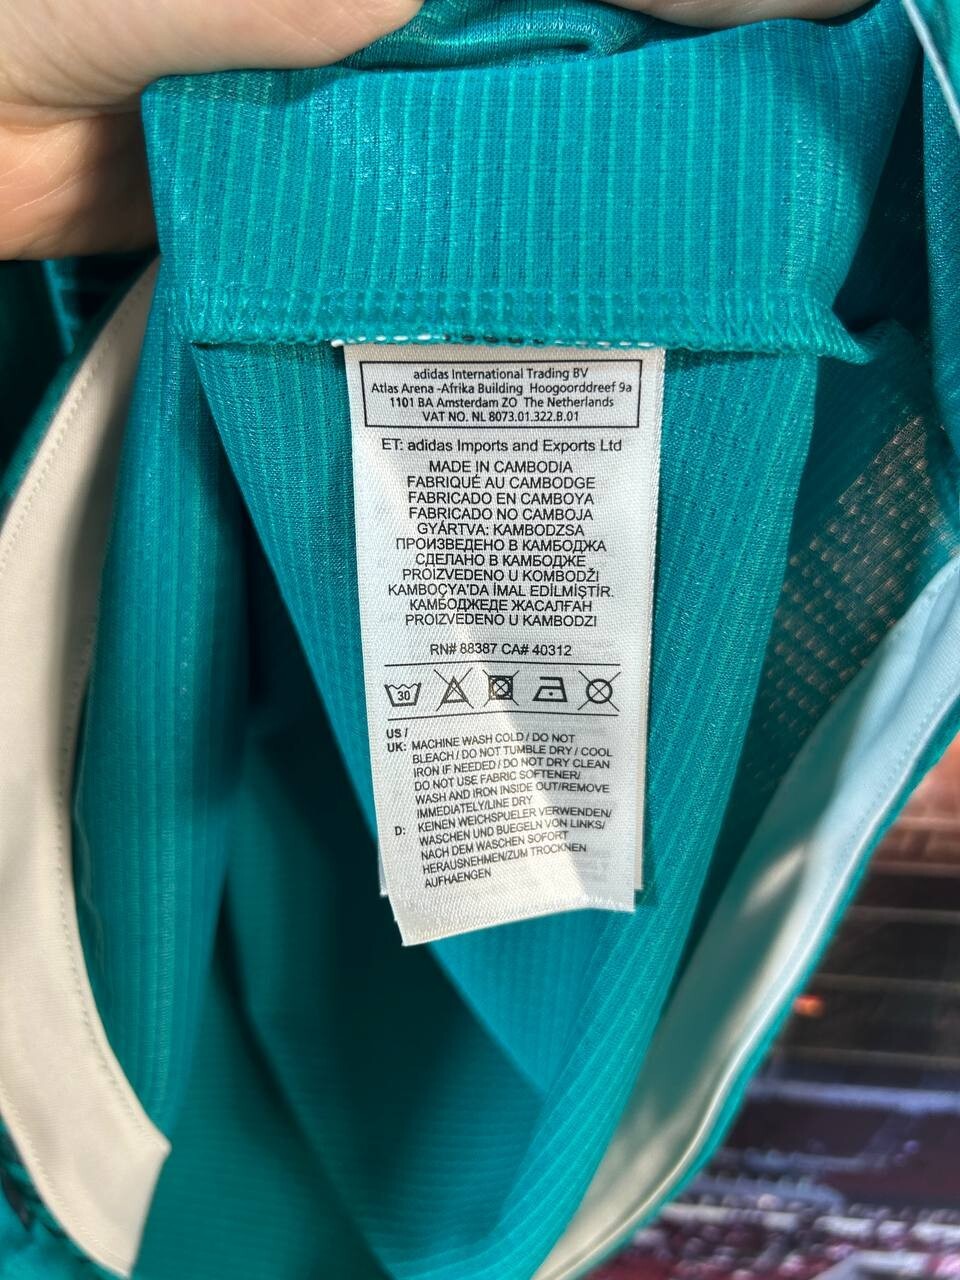 adidas International Trading BV
Atlas Arena -Afrika Building Hoogoorddreef 9a
1101 BA Amsterdam ZO The Netherlands
VAT NO. NL 8073.01.322.B.01
ET: adidas Imports and Exports Ltd
MADE IN CAMBODIA
FABRIQUÉ AU CAMBODGE
FABRICADO EN CAMBOYA
FABRICADO NO CAMBOJA
GYÁRTVA: KAMBODZSA
ПРОИЗВЕДЕНО В КАМБОДЖА
СДЕЛАНО В КАМБОДЖЕ
PROIZVEDENO U KOMBODŽI
KAMBOÇYA'DA İMAL EDİLMİŞTİR.
КАМБОДЖЕДЕ ЖАСАЛҒАН
PROIZVEDENO U KAMBODZI
RN# 88387 CA# 40312
30
US /
UK: MACHINE WASH COLD / DO NOT
BLEACH / DO NOT TUMBLE DRY / COOL
IRON IF NEEDED / DO NOT DRY CLEAN
DO NOT USE FABRIC SOFTENER/
WASH AND IRON INSIDE OUT/REMOVE
IMMEDIATELY/LINE DRY
D: KEINEN WEICHSPUELER VERWENDEN/
WASCHEN UND BUEGELN VON LINKS/
NACH DEM WASCHEN SOFORT
HERAUSNEHMEN/ZUM TROCKNEN
AUFHAENGEN